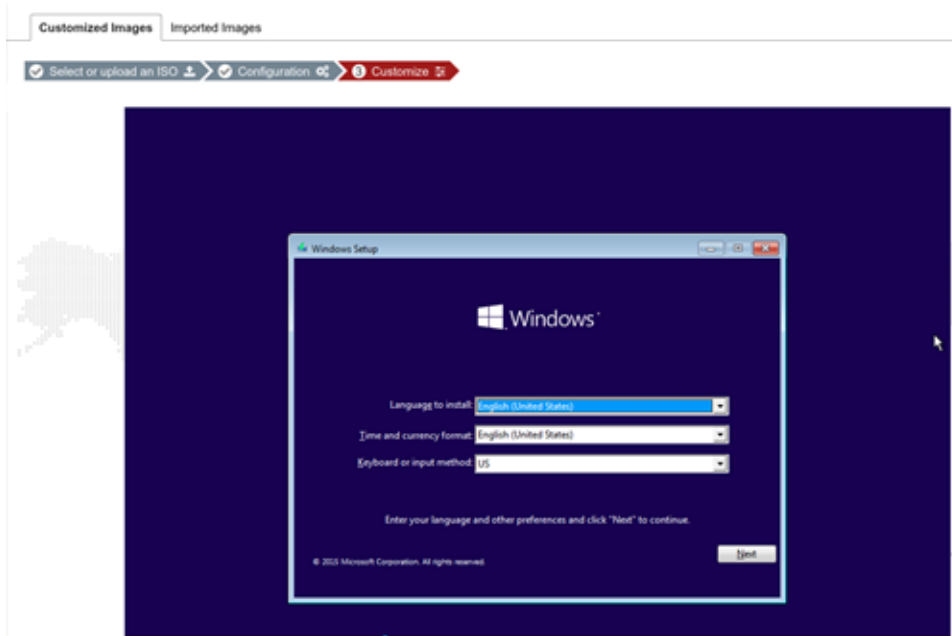 Customized Images Imported Images
Select or upload an ISO Configuration 3 Customize
Windows Setup
Windows
Language to install: English (United States)
Time and currency format: English (United States)
Keyboard or input method: US
Enter your language and other preferences and click "Next" to continue.
© 2015 Microsoft Corporation. All rights reserved.
Next